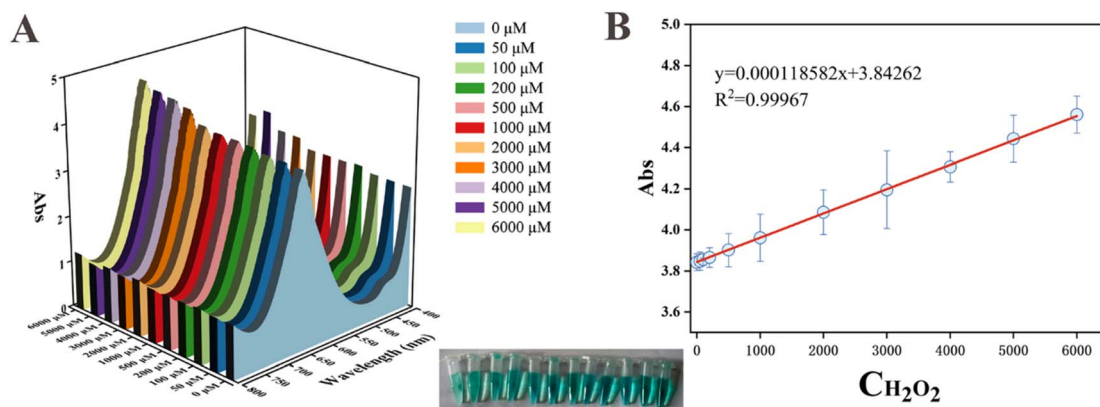 A
5
4
3
2
1
0
Abs
6000 μM
5000 μM
4000 μM
3000 μM
2000 μM
1000 μM
500 μM
200 μM
100 μM
50 μM
0 μM
800
750
700
650
600
550
500
450
400
Wavelength (nm)
0 μM
50 μM
100 μM
200 μM
500 μM
1000 μM
2000 μM
3000 μM
4000 μM
5000 μM
6000 μM
B
5.0
4.8
4.6
4.4
4.2
4.0
3.8
3.6
Abs
y=0.000118582x+3.84262
R²=0.99967
0 1000 2000 3000 4000 5000 6000
CH₂O₂